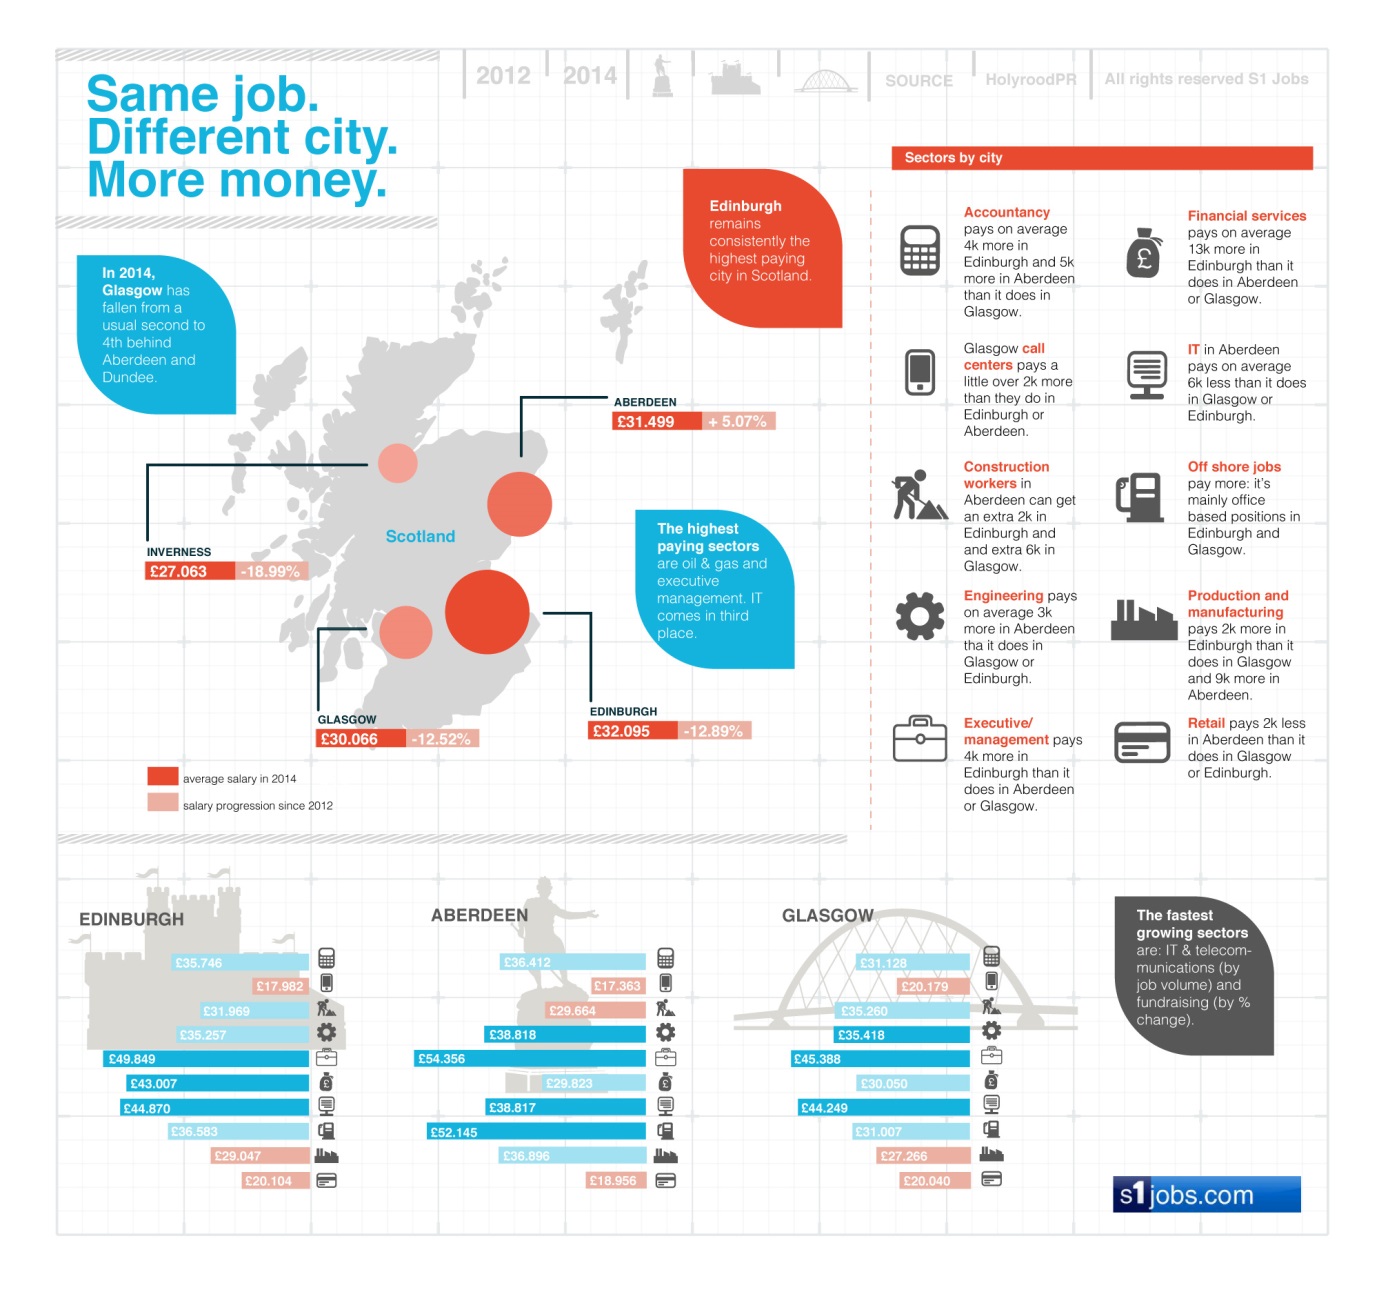 Same job.
Different city.
More money.
2012
2014
SOURCE
HolyroodPR
All rights reserved S1 Jobs
In 2014,
Glasgow has
fallen from a
usual second to
4th behind
Aberdeen and
Dundee.
Edinburgh
remains
consistently the
highest paying
city in Scotland.
ABERDEEN
£31.499 + 5.07%
INVERNESS
£27.063 -18.99%
Scotland
The highest
paying sectors
are oil & gas and
executive
management. IT
comes in third
place.
GLASGOW
£30.066 -12.52%
EDINBURGH
£32.095 -12.89%
average salary in 2014
salary progression since 2012
Sectors by city
Accountancy
pays on average
4k more in
Edinburgh and 5k
more in Aberdeen
than it does in
Glasgow.
Financial services
pays on average
13k more in
Edinburgh than it
does in Aberdeen
or Glasgow.
Glasgow call
centers pays a
little over 2k more
than they do in
Edinburgh or
Aberdeen.
IT in Aberdeen
pays on average
6k less than it does
in Glasgow or
Edinburgh.
Construction
workers in
Aberdeen can get
an extra 2k in
Edinburgh and
and extra 6k in
Glasgow.
Off shore jobs
pay more: it's
mainly office
based positions in
Edinburgh and
Glasgow.
Engineering pays
on average 3k
more in Aberdeen
tha it does in
Glasgow or
Edinburgh.
Production and
manufacturing
pays 2k more in
Edinburgh than it
does in Glasgow
and 9k more in
Aberdeen.
Executive/
management pays
4k more in
Edinburgh than it
does in Aberdeen
or Glasgow.
Retail pays 2k less
in Aberdeen than it
does in Glasgow
or Edinburgh.
EDINBURGH
£35.746
£17.982
£31.969
£35.257
£49.849
£43.007
£44.870
£36.583
£29.047
£20.104
ABERDEEN
£36.412
£17.363
£29.664
£38.818
£54.356
£29.823
£38.817
£52.145
£36.896
£18.956
GLASGOW
£31.128
£20.179
£35.260
£35.418
£45.388
£30.050
£44.249
£31.007
£27.266
£20.040
The fastest
growing sectors
are: IT & telecom-
munications (by
job volume) and
fundraising (by %
change).
s1jobs.com